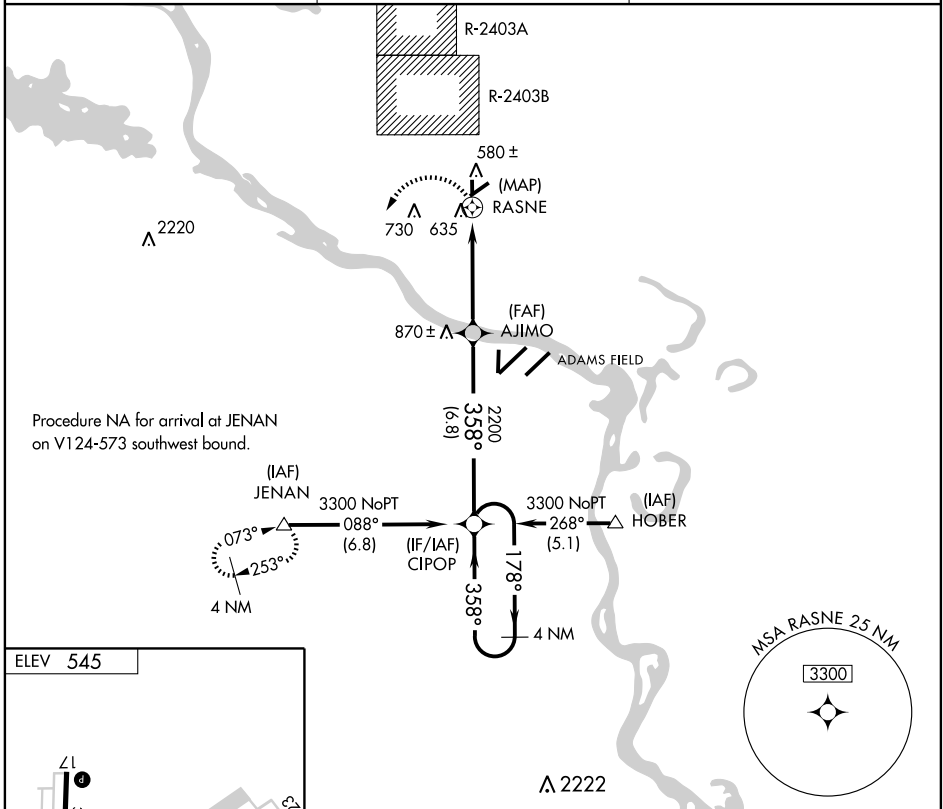 R-2403A
R-2403B
580 ±
(MAP)
RASNE
730
635
2220
(FAF)
AJIMO
870 ±
ADAMS FIELD
2200
358°
(6.8)
Procedure NA for arrival at JENAN
on V124-573 southwest bound.
(IAF)
JENAN
3300 NoPT
088°
(6.8)
073°
253°
4 NM
(IF/IAF)
CIPOP
3300 NoPT
268°
(5.1)
(IAF)
HOBER
178°
358°
4 NM
MSA RASNE 25 NM
3300
ELEV 545
17
P
2222